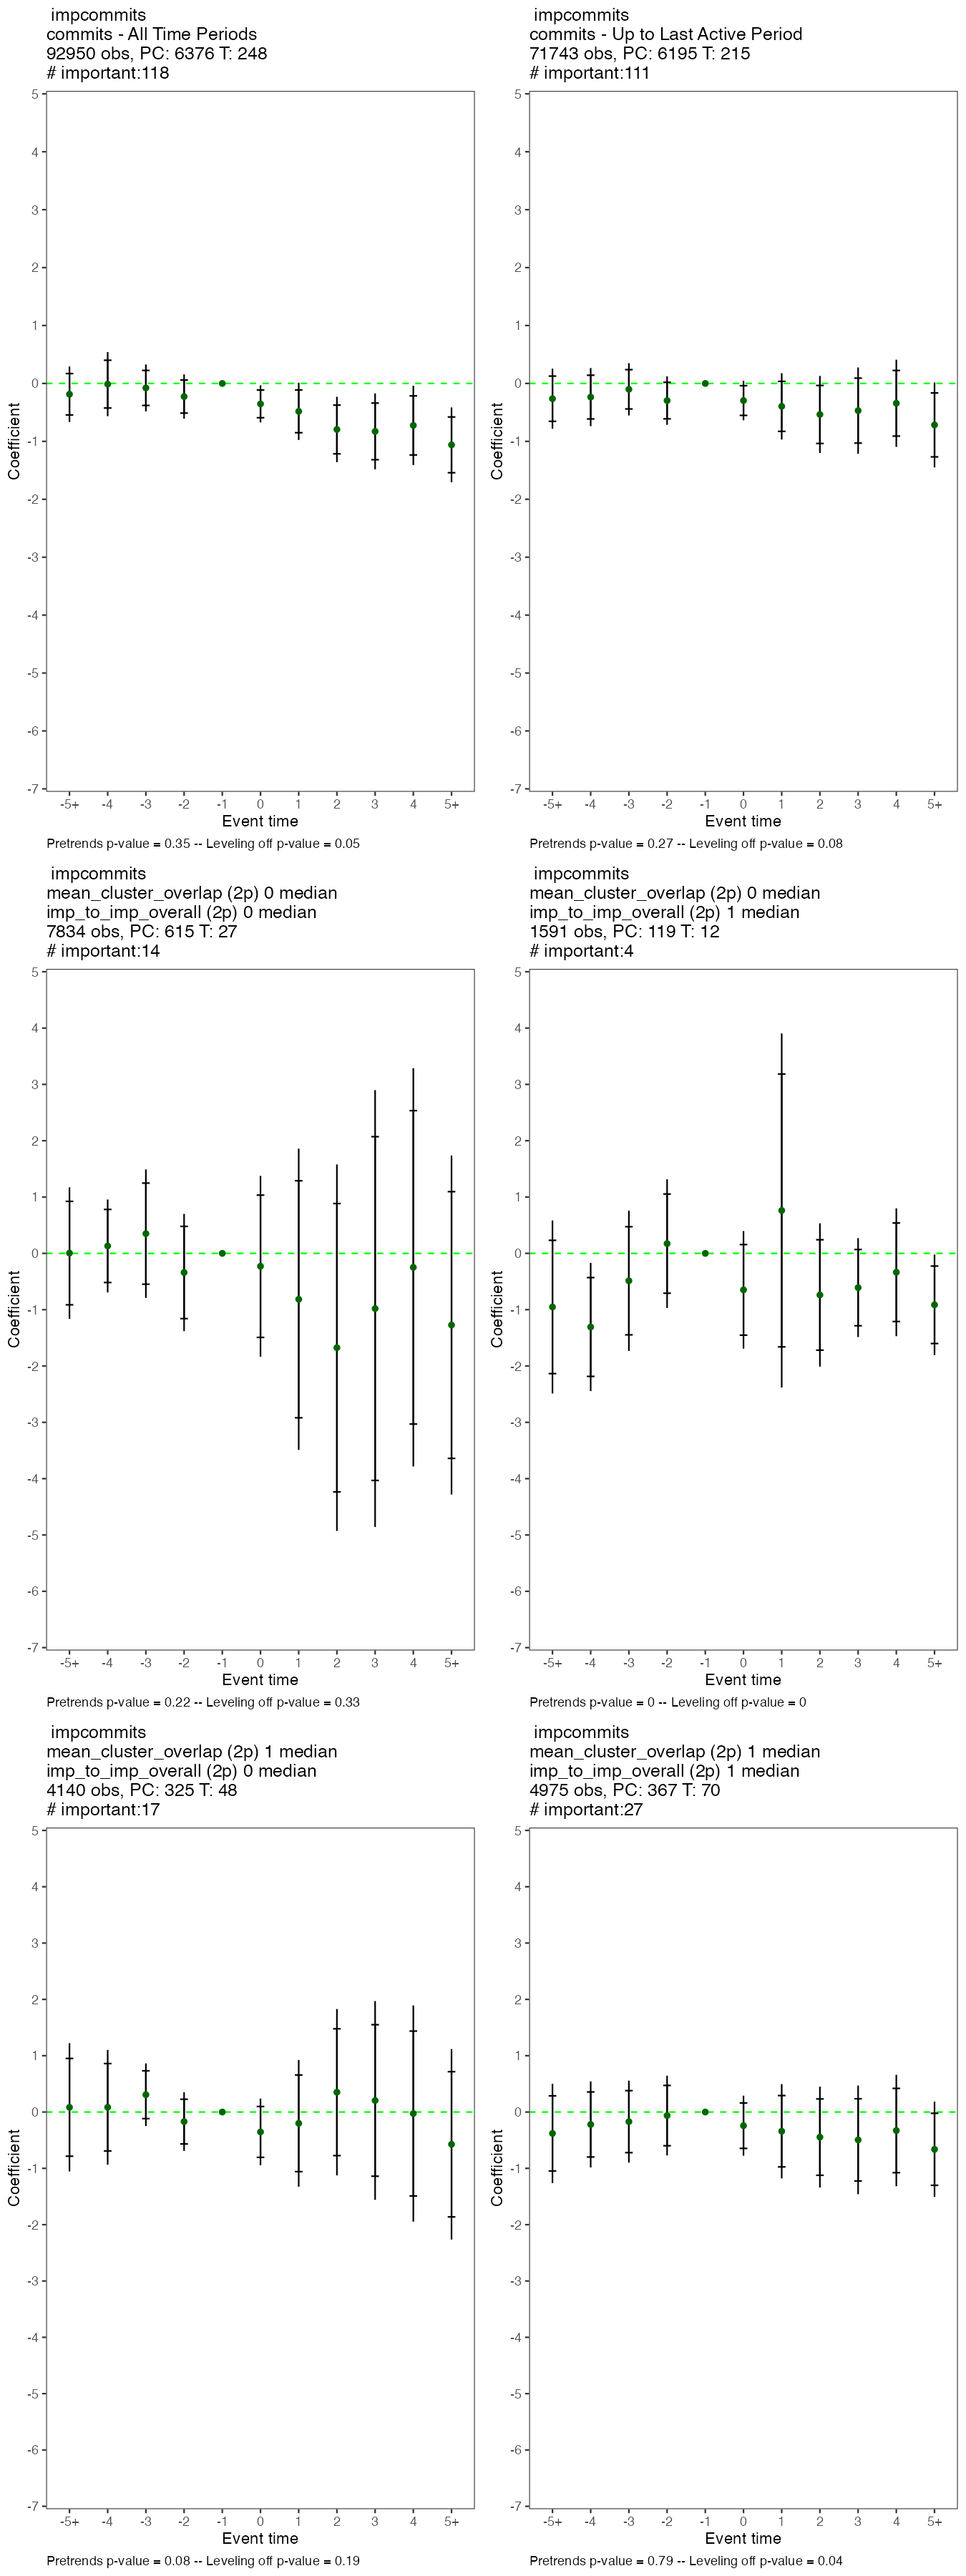 impcommits
commits - All Time Periods
92950 obs, PC: 6376 T: 248
# important:118
5
4
3
2
1
0
-1
-2
-3
-4
-5
-6
-7
Coefficient
-5+ -4 -3 -2 -1 0 1 2 3 4 5+
Event time
Pretrends p-value = 0.35 -- Leveling off p-value = 0.05
impcommits
commits - Up to Last Active Period
71743 obs, PC: 6195 T: 215
# important:111
5
4
3
2
1
0
-1
-2
-3
-4
-5
-6
-7
Coefficient
-5+ -4 -3 -2 -1 0 1 2 3 4 5+
Event time
Pretrends p-value = 0.27 -- Leveling off p-value = 0.08
impcommits
mean_cluster_overlap (2p) 0 median
imp_to_imp_overall (2p) 0 median
7834 obs, PC: 615 T: 27
# important:14
5
4
3
2
1
0
-1
-2
-3
-4
-5
-6
-7
Coefficient
-5+ -4 -3 -2 -1 0 1 2 3 4 5+
Event time
Pretrends p-value = 0.22 -- Leveling off p-value = 0.33
impcommits
mean_cluster_overlap (2p) 0 median
imp_to_imp_overall (2p) 1 median
1591 obs, PC: 119 T: 12
# important:4
5
4
3
2
1
0
-1
-2
-3
-4
-5
-6
-7
Coefficient
-5+ -4 -3 -2 -1 0 1 2 3 4 5+
Event time
Pretrends p-value = 0 -- Leveling off p-value = 0
impcommits
mean_cluster_overlap (2p) 1 median
imp_to_imp_overall (2p) 0 median
4140 obs, PC: 325 T: 48
# important:17
5
4
3
2
1
0
-1
-2
-3
-4
-5
-6
-7
Coefficient
-5+ -4 -3 -2 -1 0 1 2 3 4 5+
Event time
Pretrends p-value = 0.08 -- Leveling off p-value = 0.19
impcommits
mean_cluster_overlap (2p) 1 median
imp_to_imp_overall (2p) 1 median
4975 obs, PC: 367 T: 70
# important:27
5
4
3
2
1
0
-1
-2
-3
-4
-5
-6
-7
Coefficient
-5+ -4 -3 -2 -1 0 1 2 3 4 5+
Event time
Pretrends p-value = 0.79 -- Leveling off p-value = 0.04